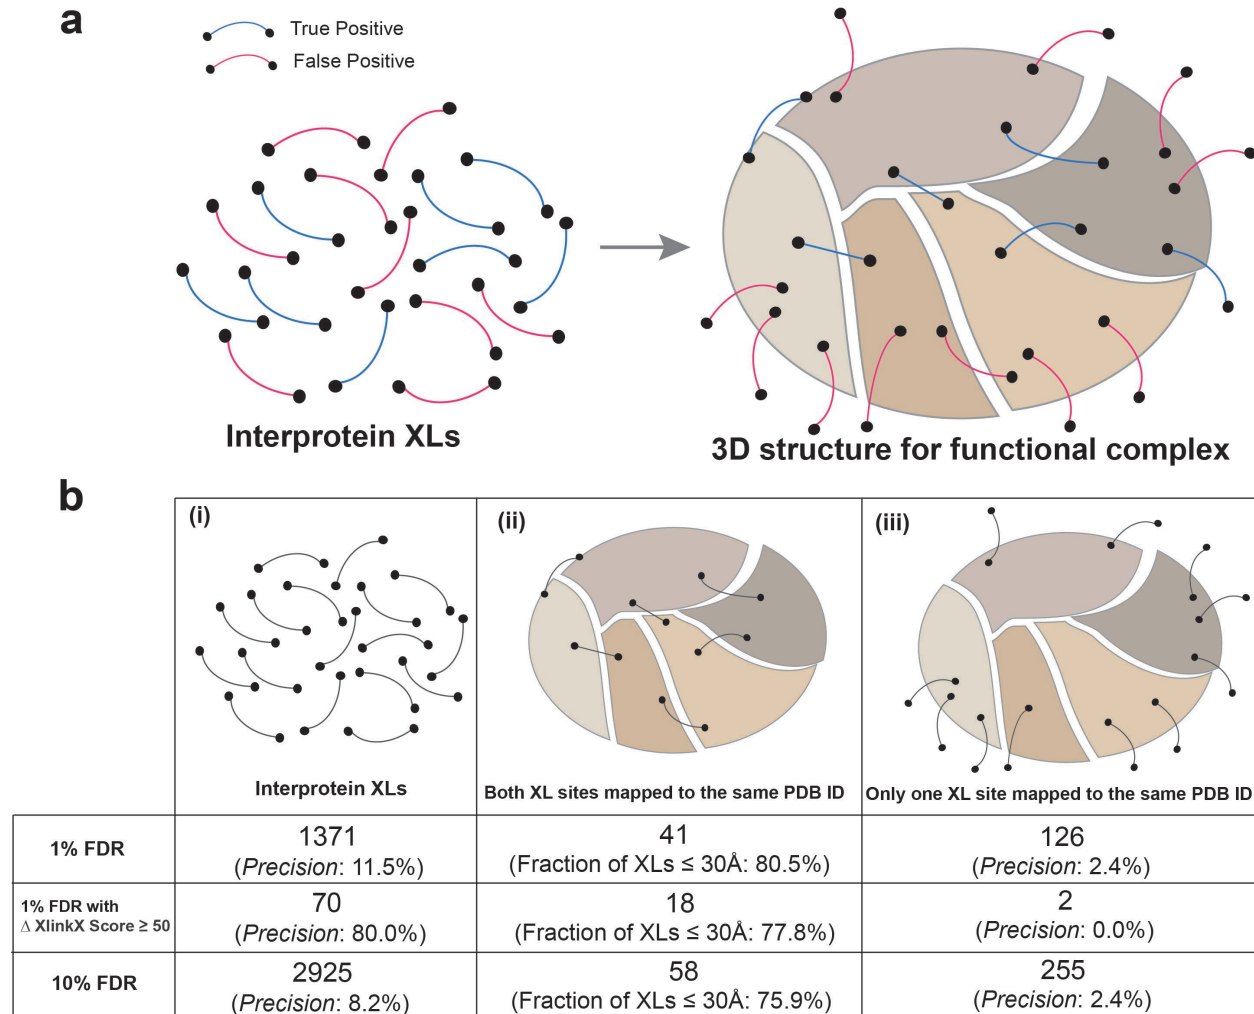 a
True Positive
False Positive
Interprotein XLs
3D structure for functional complex
b
(i)
(ii)
(iii)
Interprotein XLs
Both XL sites mapped to the same PDB ID
Only one XL site mapped to the same PDB ID
1% FDR
1371
(Precision: 11.5%)
41
(Fraction of XLs ≤ 30Å: 80.5%)
126
(Precision: 2.4%)
1% FDR with
Δ XlinkX Score ≥ 50
70
(Precision: 80.0%)
18
(Fraction of XLs ≤ 30Å: 77.8%)
2
(Precision: 0.0%)
10% FDR
2925
(Precision: 8.2%)
58
(Fraction of XLs ≤ 30Å: 75.9%)
255
(Precision: 2.4%)